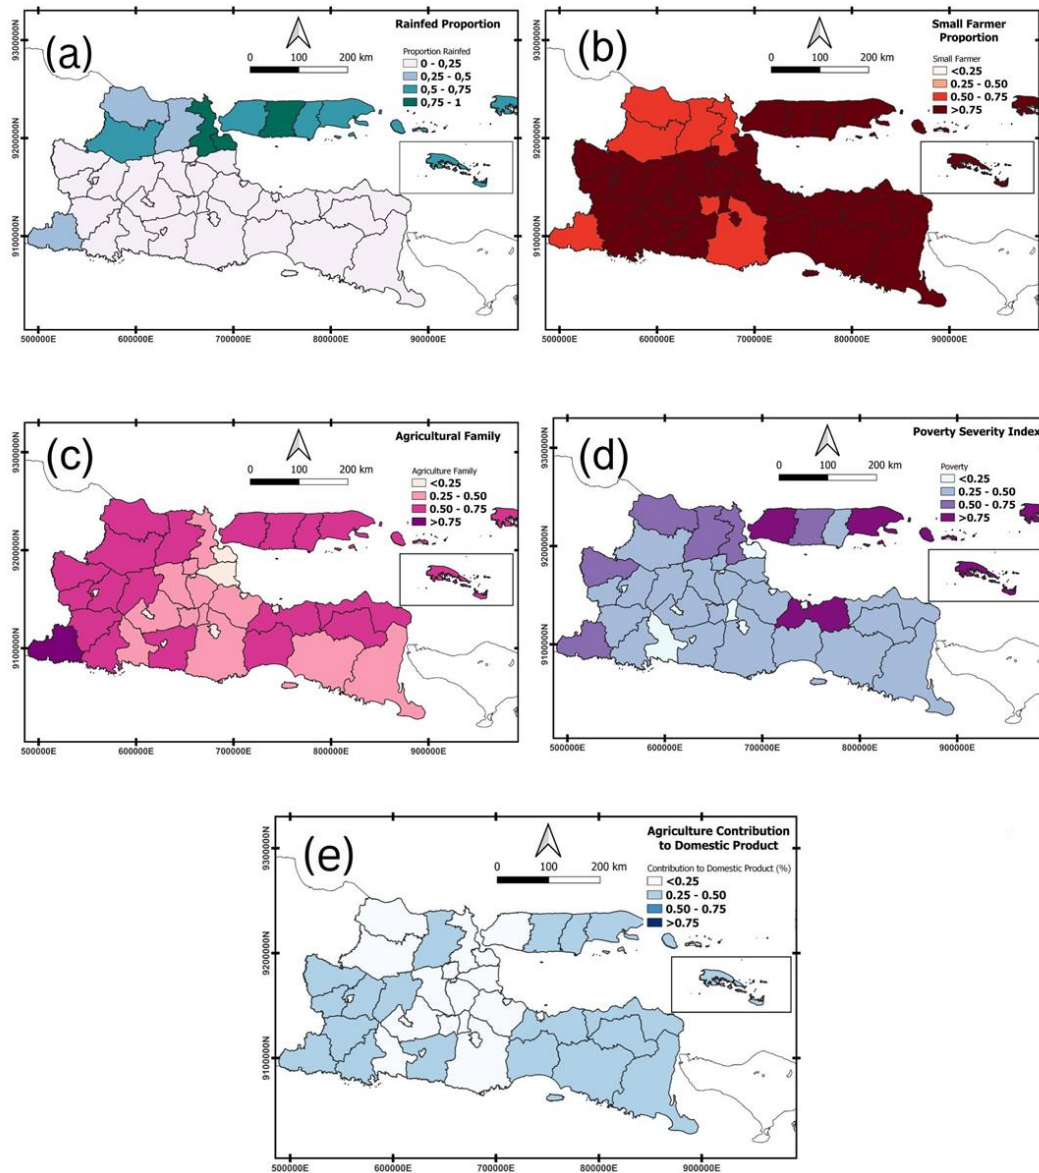 (a)
Rainfed Proportion
0 100 200 km
Proportion Rainfed
0 - 0,25
0,25 - 0,5
0,5 - 0,75
0,75 - 1
9300000N
9200000N
9100000N
500000E 600000E 700000E 800000E 900000E
(b)
Small Farmer
Proportion
0 100 200 km
Small Farmer
<0.25
0.25 - 0.50
0.50 - 0.75
>0.75
9300000N
9200000N
9100000N
500000E 600000E 700000E 800000E 900000E
(c)
Agricultural Family
0 100 200 km
Agriculture Family
<0.25
0.25 - 0.50
0.50 - 0.75
>0.75
9300000N
9200000N
9100000N
500000E 600000E 700000E 800000E 900000E
(d)
Poverty Severity Index
0 100 200 km
Poverty
<0.25
0.25 - 0.50
0.50 - 0.75
>0.75
9300000N
9200000N
9100000N
500000E 600000E 700000E 800000E 900000E
(e)
Agriculture Contribution
to Domestic Product
0 100 200 km
Contribution to Domestic Product (%)
<0.25
0.25 - 0.50
0.50 - 0.75
>0.75
9300000N
9200000N
9100000N
500000E 600000E 700000E 800000E 900000E